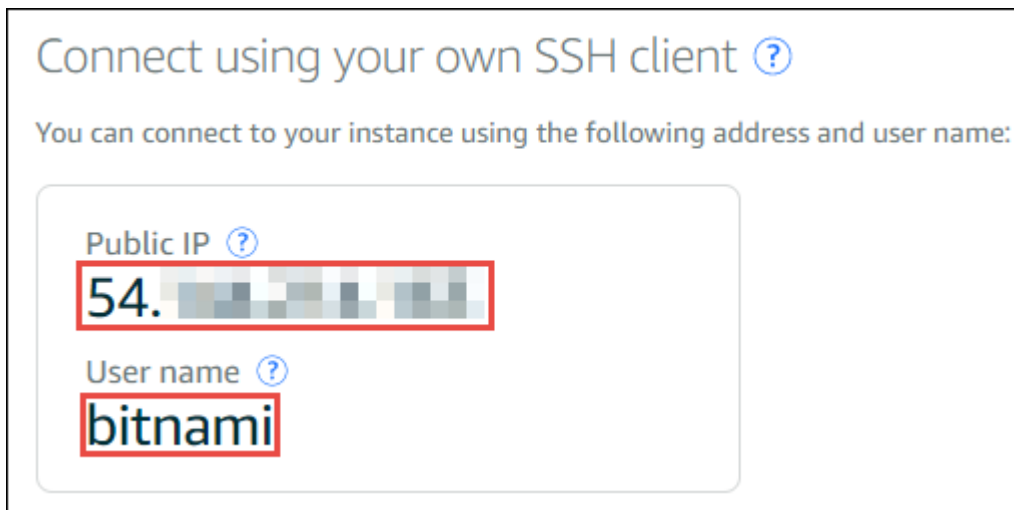 Connect using your own SSH client ?
You can connect to your instance using the following address and user name:
Public IP ?
54.
User name ?
bitnami